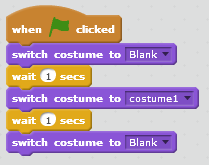 when clicked
switch costume to Blank
wait 1 secs
switch costume to costume1
wait 1 secs
switch costume to Blank